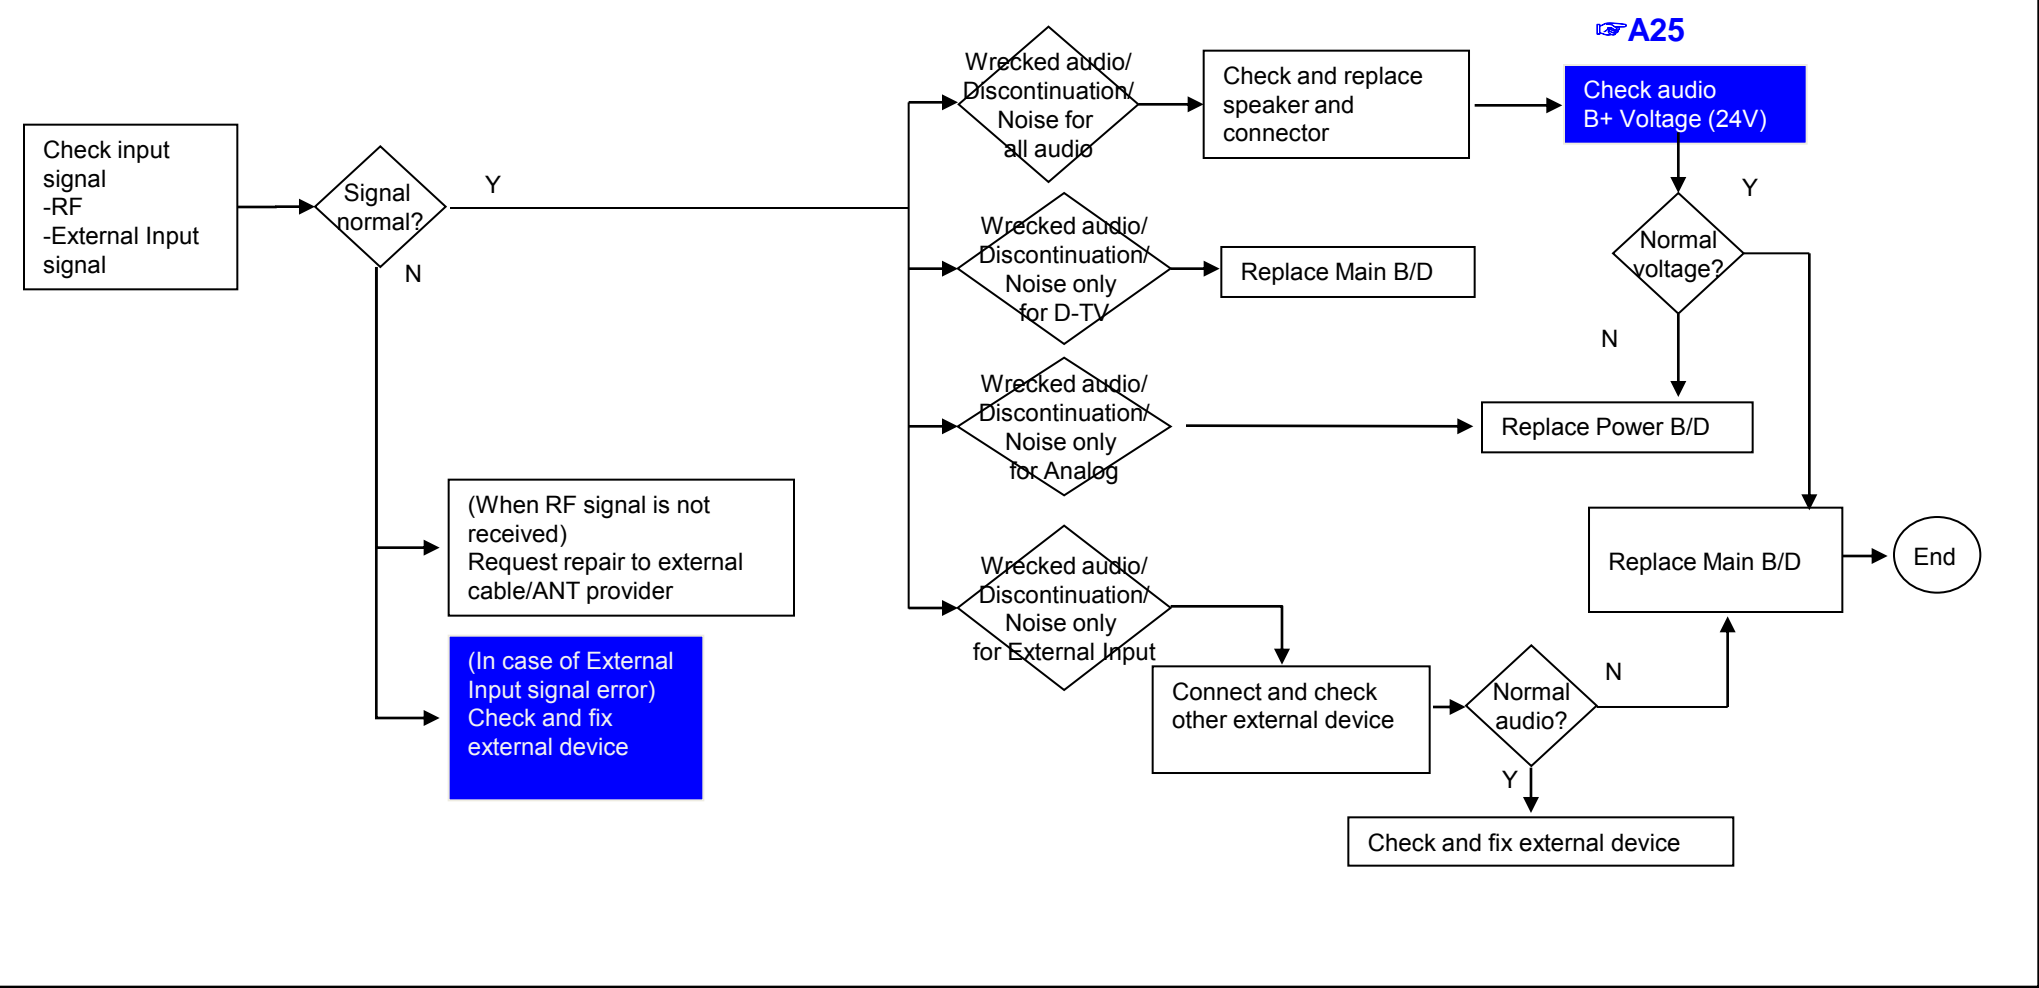 ☞A25
Check input
signal
-RF
-External Input
signal
Signal
normal?
Y
N
(When RF signal is not
received)
Request repair to external
cable/ANT provider
(In case of External
Input signal error)
Check and fix
external device
Wrecked audio/
Discontinuation/
Noise for
all audio
Check and replace
speaker and
connector
Check audio
B+ Voltage (24V)
Y
Normal
voltage?
N
Wrecked audio/
Discontinuation/
Noise only
for D-TV
Replace Main B/D
Wrecked audio/
Discontinuation/
Noise only
for Analog
Replace Power B/D
Wrecked audio/
Discontinuation/
Noise only
for External Input
Connect and check
other external device
Normal
audio?
N
Y
Replace Main B/D
End
Check and fix external device